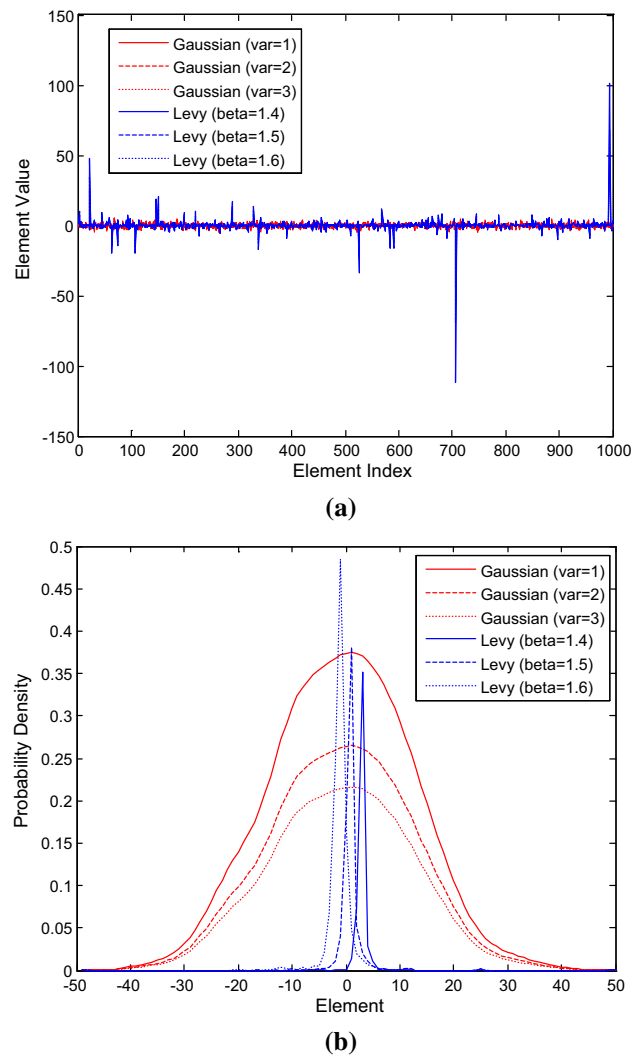 150
100
50
0
-50
-100
-150
Element Value
Gaussian (var=1)
Gaussian (var=2)
Gaussian (var=3)
Levy (beta=1.4)
Levy (beta=1.5)
Levy (beta=1.6)
0 100 200 300 400 500 600 700 800 900 1000
Element Index
(a)
0.5
0.45
0.4
0.35
0.3
0.25
0.2
0.15
0.1
0.05
0
Probability Density
Gaussian (var=1)
Gaussian (var=2)
Gaussian (var=3)
Levy (beta=1.4)
Levy (beta=1.5)
Levy (beta=1.6)
-50 -40 -30 -20 -10 0 10 20 30 40 50
Element
(b)